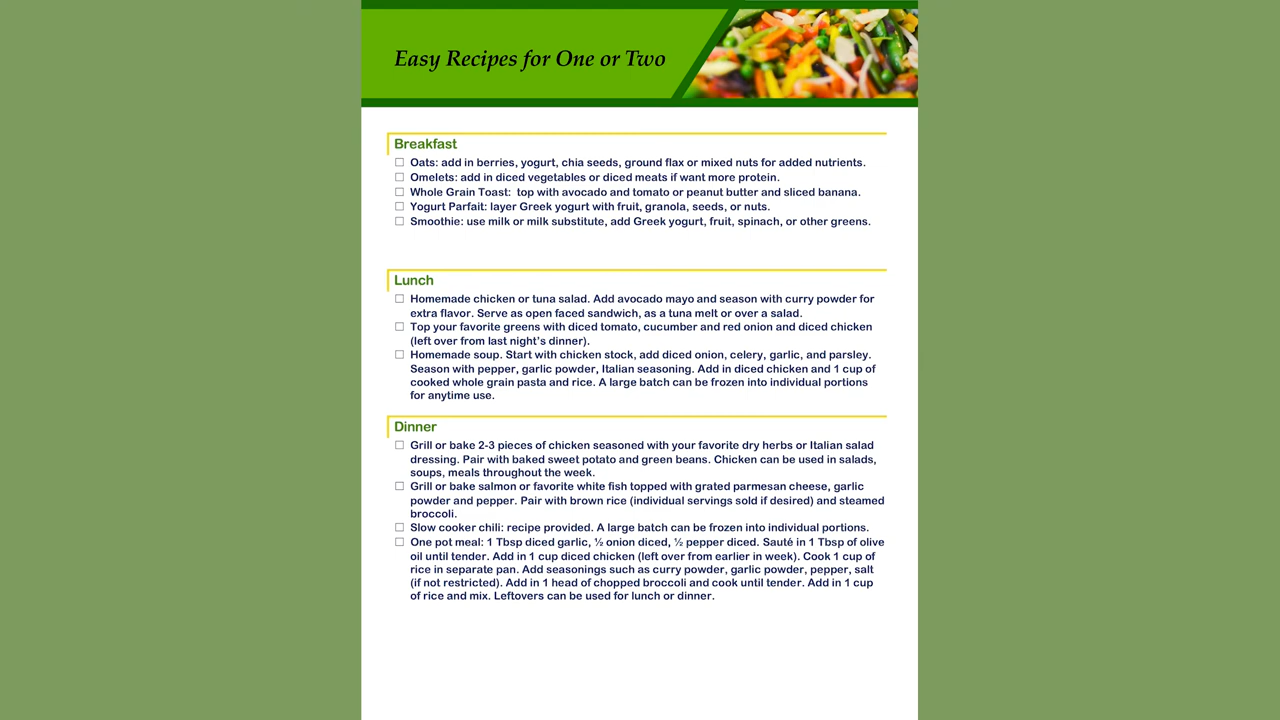 Easy Recipes for One or Two
Breakfast
☐ Oats: add in berries, yogurt, chia seeds, ground flax or mixed nuts for added nutrients.
☐ Omelets: add in diced vegetables or diced meats if want more protein.
☐ Whole Grain Toast:  top with avocado and tomato or peanut butter and sliced banana.
☐ Yogurt Parfait: layer Greek yogurt with fruit, granola, seeds, or nuts.
☐ Smoothie: use milk or milk substitute, add Greek yogurt, fruit, spinach, or other greens.
Lunch
☐ Homemade chicken or tuna salad. Add avocado mayo and season with curry powder for
extra flavor. Serve as open faced sandwich, as a tuna melt or over a salad.
☐ Top your favorite greens with diced tomato, cucumber and red onion and diced chicken
(left over from last night's dinner).
☐ Homemade soup. Start with chicken stock, add diced onion, celery, garlic, and parsley.
Season with pepper, garlic powder, Italian seasoning. Add in diced chicken and 1 cup of
cooked whole grain pasta and rice. A large batch can be frozen into individual portions
for anytime use.
Dinner
☐ Grill or bake 2-3 pieces of chicken seasoned with your favorite dry herbs or Italian salad
dressing. Pair with baked sweet potato and green beans. Chicken can be used in salads,
soups, meals throughout the week.
☐ Grill or bake salmon or favorite white fish topped with grated parmesan cheese, garlic
powder and pepper. Pair with brown rice (individual servings sold if desired) and steamed
broccoli.
☐ Slow cooker chili: recipe provided. A large batch can be frozen into individual portions.
☐ One pot meal: 1 Tbsp diced garlic, ½ onion diced, ½ pepper diced. Sauté in 1 Tbsp of olive
oil until tender. Add in 1 cup diced chicken (left over from earlier in week). Cook 1 cup of
rice in separate pan. Add seasonings such as curry powder, garlic powder, pepper, salt
(if not restricted). Add in 1 head of chopped broccoli and cook until tender. Add in 1 cup
of rice and mix. Leftovers can be used for lunch or dinner.